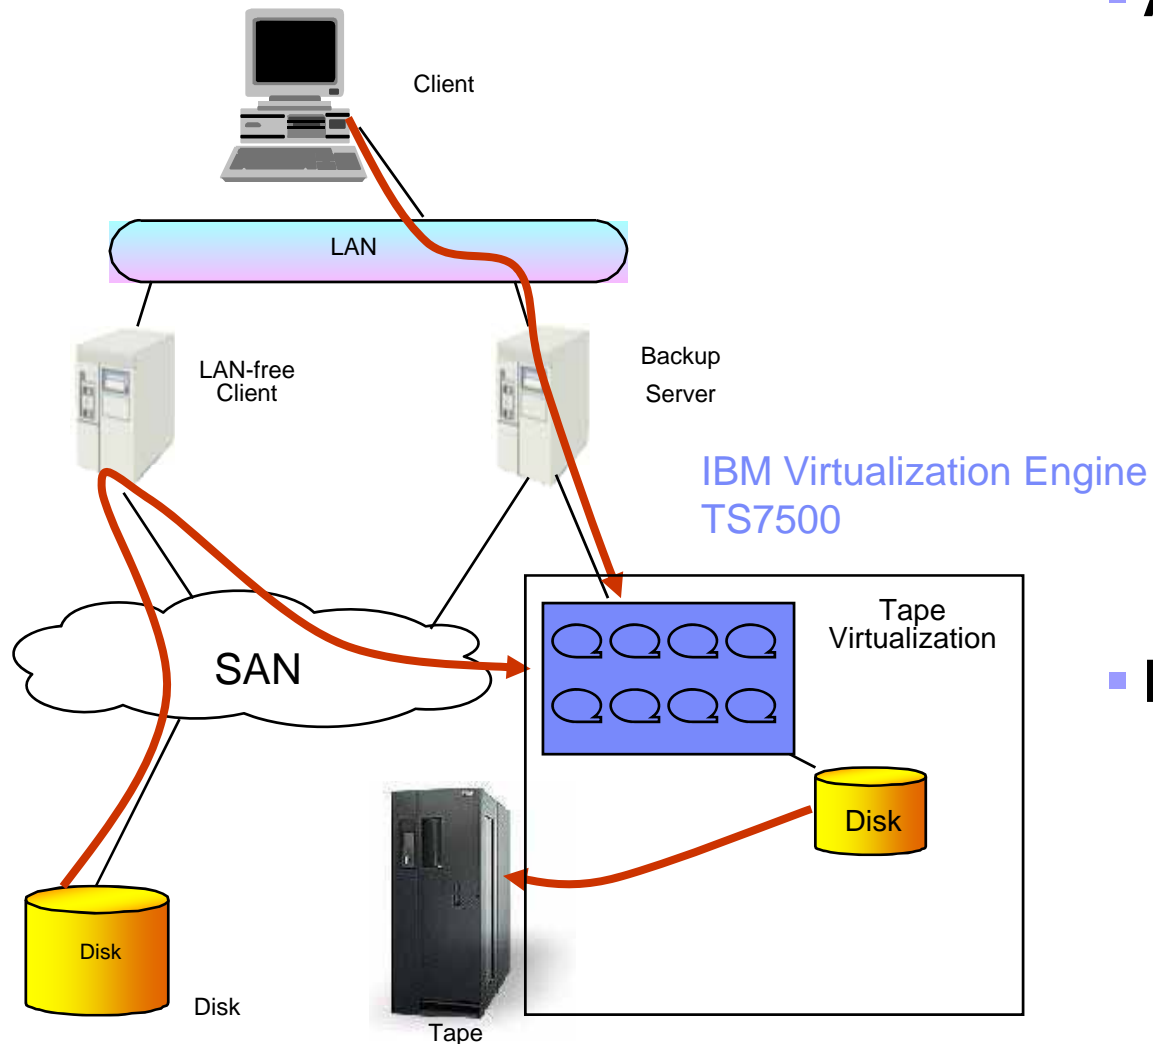 Client
LAN
LAN-free
Client
Backup
Server
IBM Virtualization Engine
TS7500
Tape
Virtualization
SAN
Disk
Disk
Disk
Tape